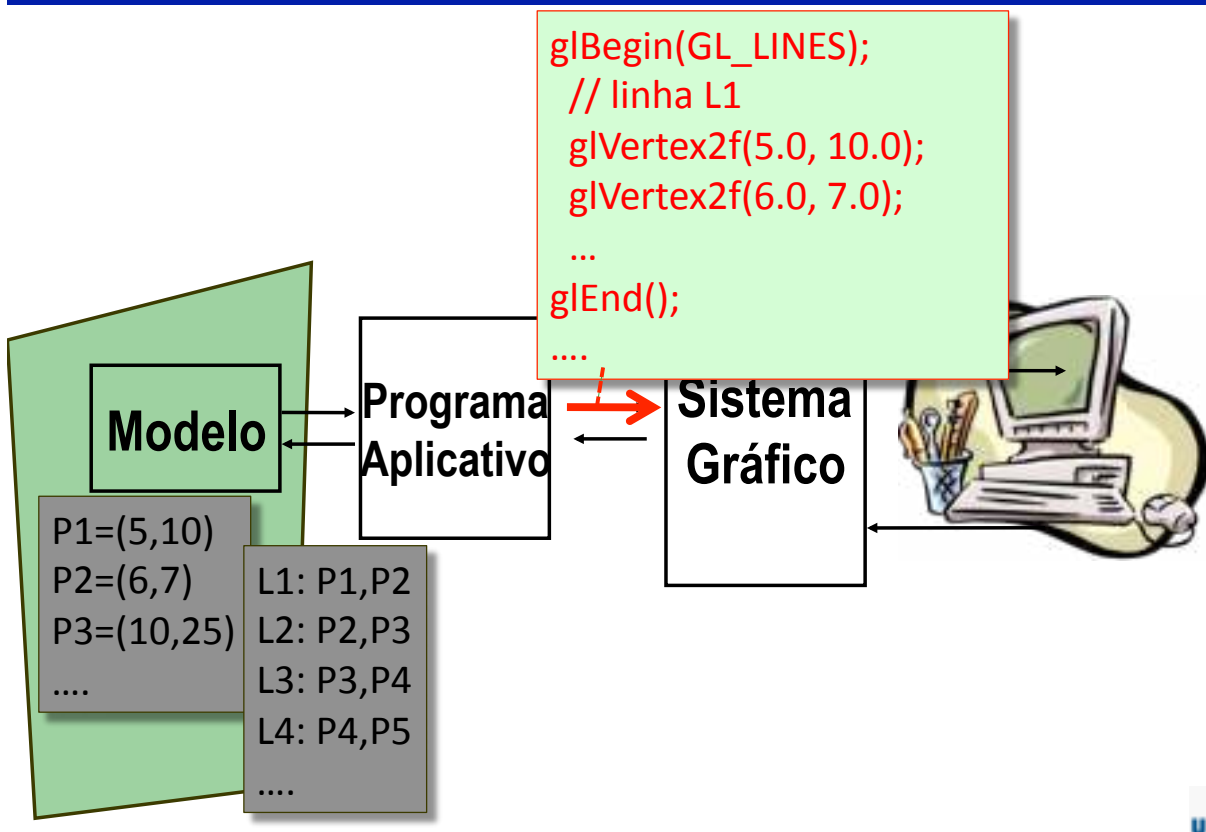 glBegin(GL_LINES);
// linha L1
glVertex2f(5.0, 10.0);
glVertex2f(6.0, 7.0);
...
glEnd();
....
Modelo
Programa
Aplicativo
Sistema
Gráfico
P1=(5,10)
P2=(6,7)
P3=(10,25)
....
L1: P1,P2
L2: P2,P3
L3: P3,P4
L4: P4,P5
....